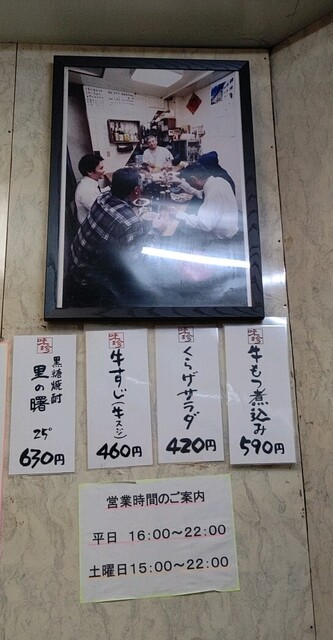 味珍
黒糖焼酎
里の曙
25°
630円
味珍
牛すじ(牛スジ)
460円
味珍
くらげサラダ
420円
味珍
牛もつ煮込み
590円
営業時間のご案内
平日 16:00〜22:00
土曜日15:00〜22:00